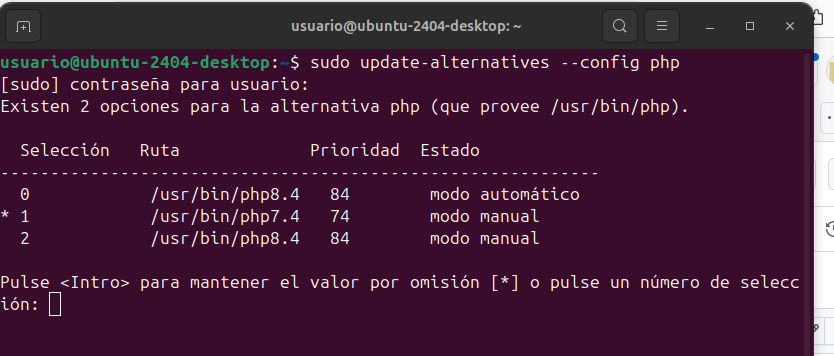 usuario@ubuntu-2404-desktop: ~
usuario@ubuntu-2404-desktop:~$ sudo update-alternatives --config php
[sudo] contraseña para usuario:
Existen 2 opciones para la alternativa php (que provee /usr/bin/php).
  Selección   Ruta             Prioridad  Estado
------------------------------------------------------------
  0            /usr/bin/php8.4   84        modo automático
* 1            /usr/bin/php7.4   74        modo manual
  2            /usr/bin/php8.4   84        modo manual
Pulse <Intro> para mantener el valor por omisión [*] o pulse un número de selecc
ión: